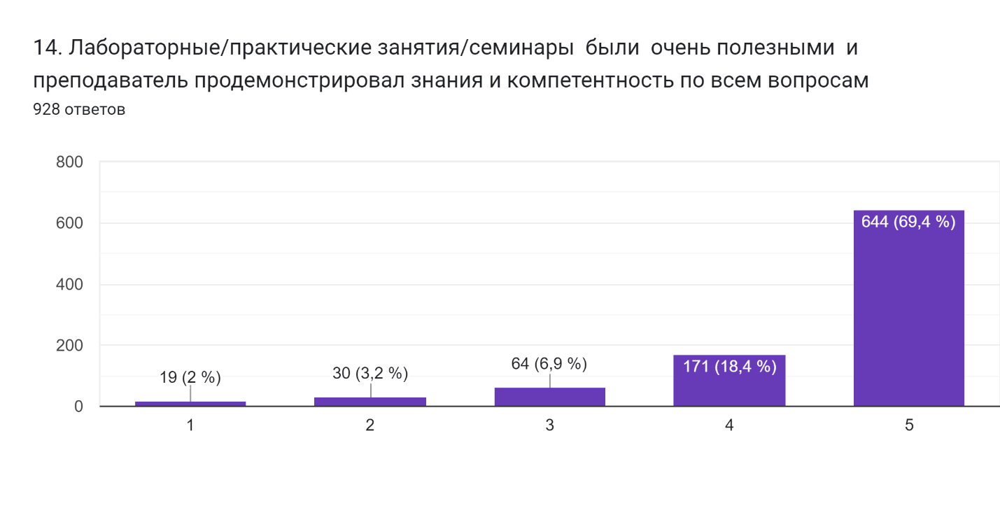 14. Лабораторные/практические занятия/семинары  были  очень полезными  и
преподаватель продемонстрировал знания и компетентность по всем вопросам
928 ответов
800
600
400
200
0
19 (2 %)
30 (3,2 %)
64 (6,9 %)
171 (18,4 %)
644 (69,4 %)
1
2
3
4
5